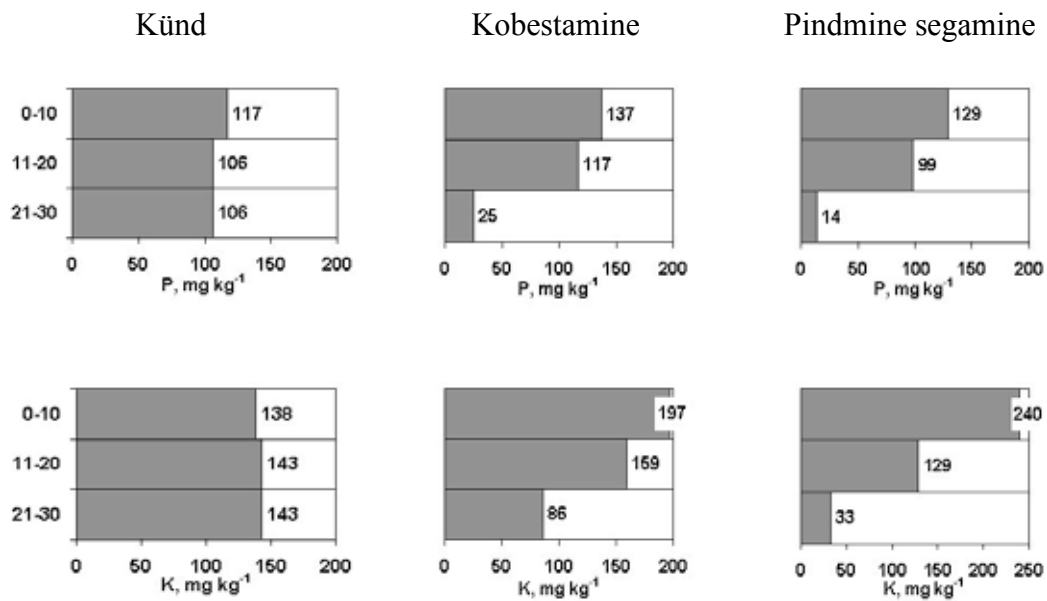 Künd
Kobestamine
Pindmine segamine
0-10
117
11-20
106
21-30
106
0 50 100 150 200
P, mg kg⁻¹
137
117
25
0 50 100 150 200
P, mg kg⁻¹
129
99
14
0 50 100 150 200
P, mg kg⁻¹
0-10
138
11-20
143
21-30
143
0 50 100 150 200
K, mg kg⁻¹
197
159
86
0 50 100 150 200
K, mg kg⁻¹
240
129
33
0 50 100 150 200 250
K, mg kg⁻¹